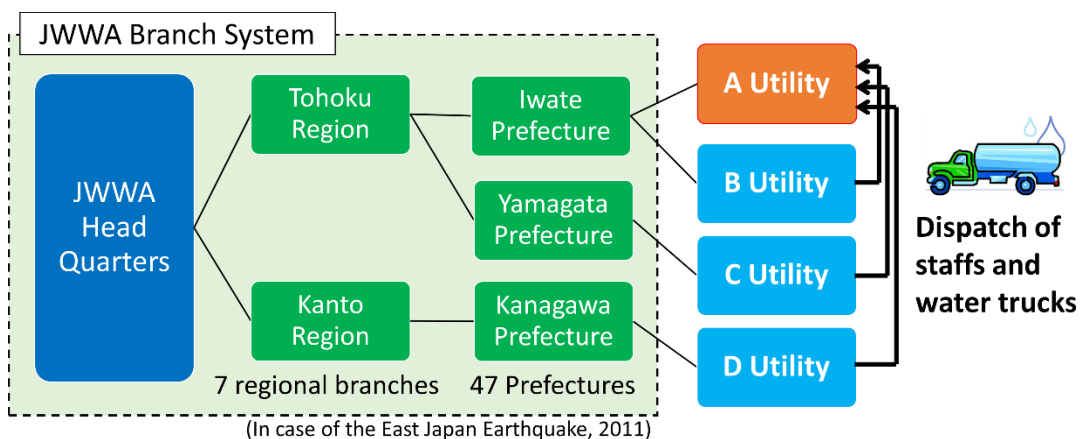 JWWA Branch System
JWWA
Head
Quarters
Tohoku
Region
Kanto
Region
7 regional branches
Iwate
Prefecture
Yamagata
Prefecture
Kanagawa
Prefecture
47 Prefectures
(In case of the East Japan Earthquake, 2011)
A Utility
B Utility
C Utility
D Utility
Dispatch of
staffs and
water trucks